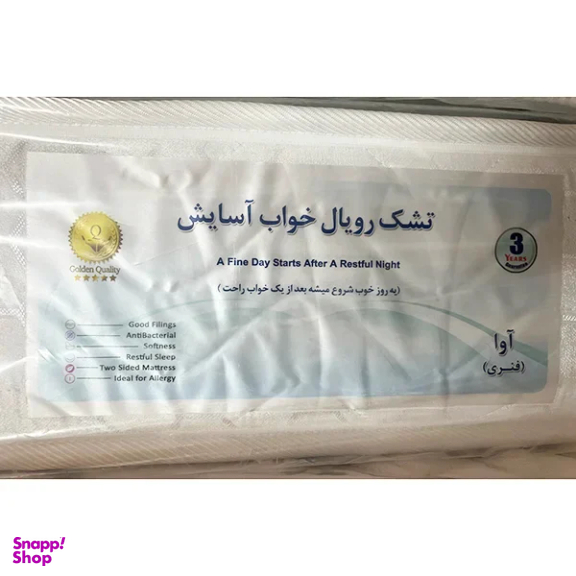 تشک رویال خواب آسایش
A Fine Day Starts After A Restful Night
(یه روز خوب شروع میشه بعد از یک خواب راحت)
Golden Quality
3
YEARS
Good Filings
AntiBacterial
Softness
Restful Sleep
Two Sided Mattress
Ideal for Allergy
آوا
(فنری)
Snapp!
Shop